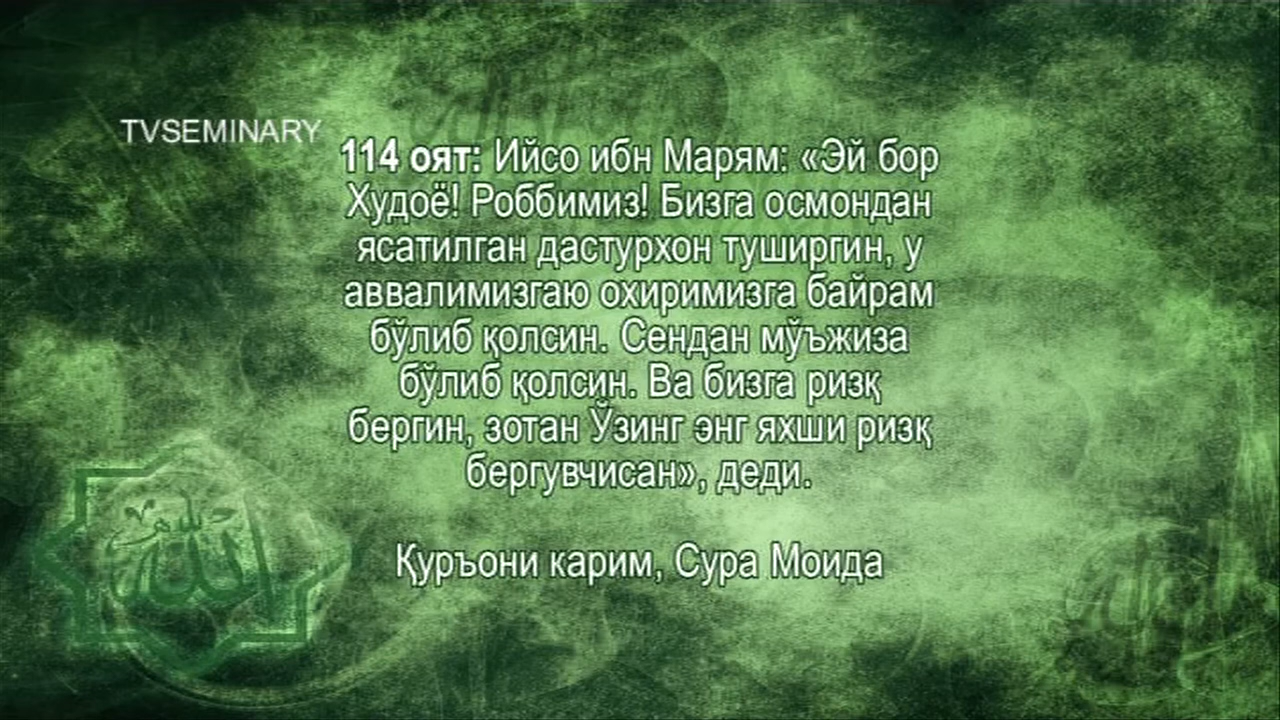 TVSEMINARY
114 оят: Ийсо ибн Марям: «Эй бор
Худоё! Роббимиз! Бизга осмондан
ясатилган дастурхон туширгин, у
аввалимизгаю охиримизга байрам
бўлиб қолсин. Сендан мўъжиза
бўлиб қолсин. Ва бизга ризқ
бергин, зотан Ўзинг энг яхши ризқ
бергувчисан», деди.
Қуръони карим, Сура Моида
الله